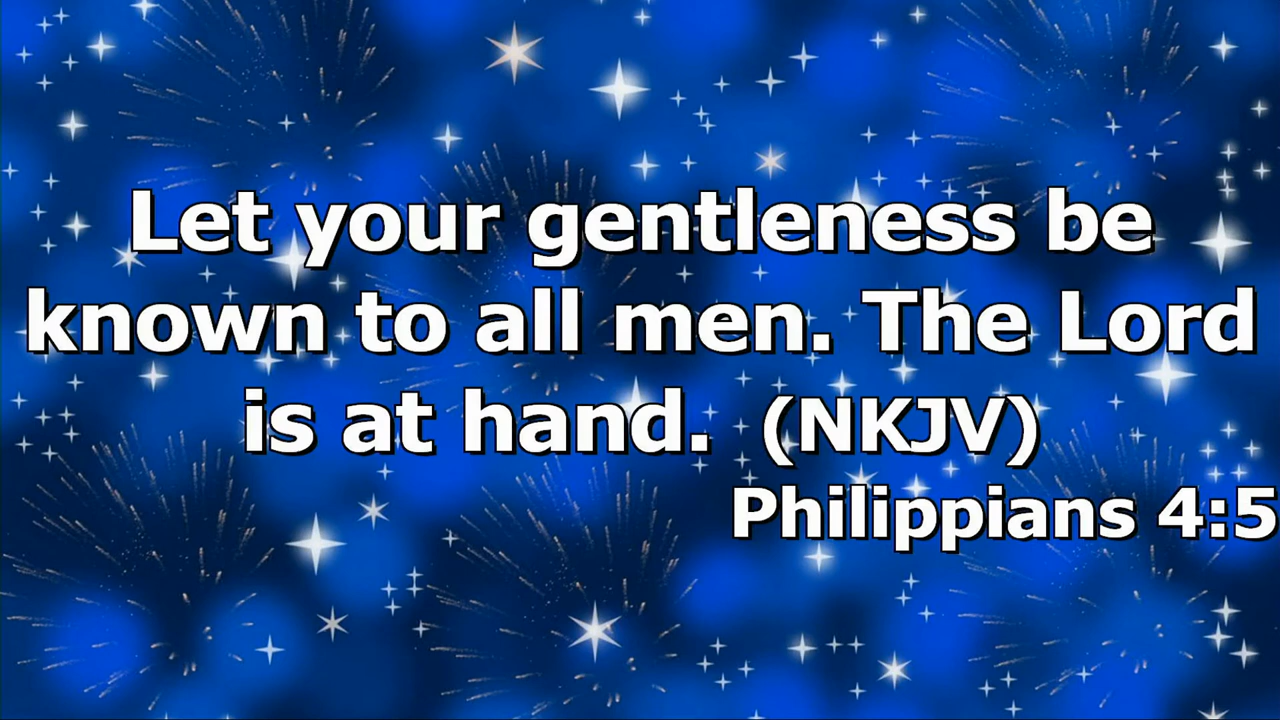 Let your gentleness be
known to all men. The Lord
is at hand. (NKJV)
Philippians 4:5